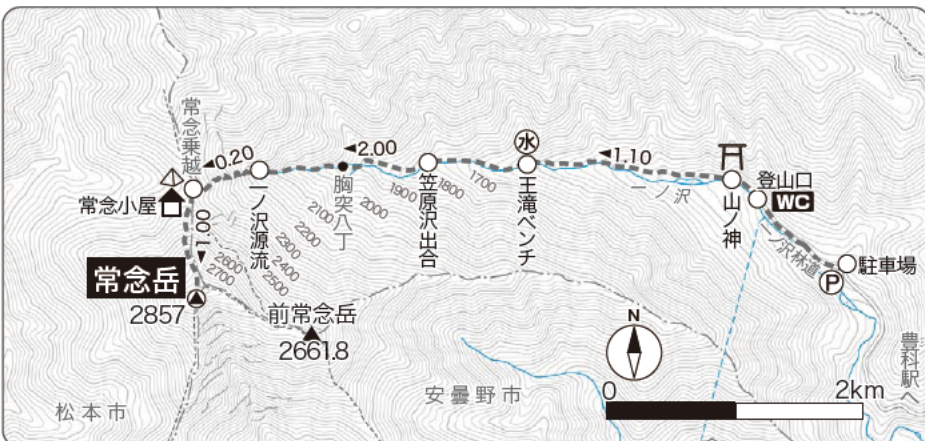 常念乗越
◀0.20
◀2.00
水
◀1.10
登山口
WC
常念小屋
一ノ沢源流
胸突八丁
笠原沢出合
王滝ベンチ
一ノ沢
山ノ神
1700
1800
1900
2000
2100
2200
2300
2400
2500
2600
2700
1.00▶
一ノ沢林道
駐車場
P
常念岳
2857
前常念岳
2661.8
N
0
2km
豊科駅へ
松本市
安曇野市